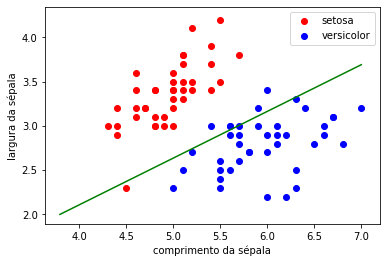 setosa
versicolor
largura da sépala
4.0
3.5
3.0
2.5
2.0
4.0 4.5 5.0 5.5 6.0 6.5 7.0
comprimento da sépala